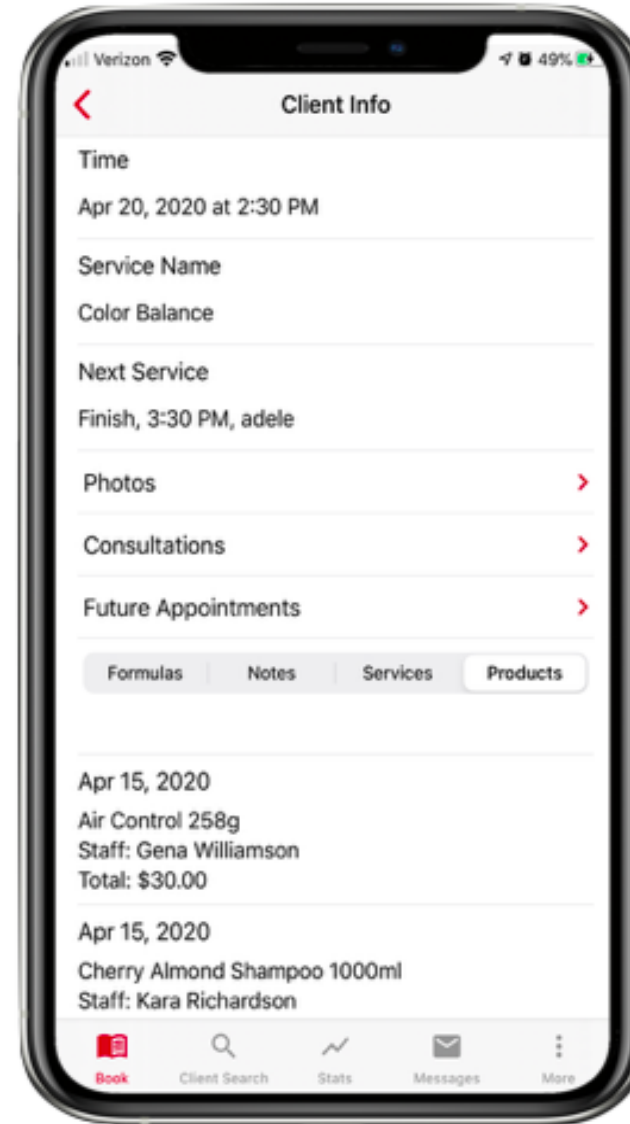 Verizon 49%
Client Info
Time
Apr 20, 2020 at 2:30 PM
Service Name
Color Balance
Next Service
Finish, 3:30 PM, adele
Photos
Consultations
Future Appointments
Formulas Notes Services Products
Apr 15, 2020
Air Control 258g
Staff: Gena Williamson
Total: $30.00
Apr 15, 2020
Cherry Almond Shampoo 1000ml
Staff: Kara Richardson
Book Client Search Stats Messages More